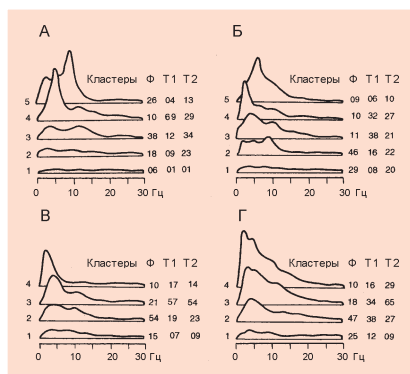 А
Кластеры Ф Т1 Т2
5 26 04 13
4 10 69 29
3 38 12 34
2 18 09 23
1 06 01 01
0 10 20 30 Гц
Б
Кластеры Ф Т1 Т2
5 09 06 10
4 10 32 27
3 11 38 21
2 46 16 22
1 29 08 20
0 10 20 30 Гц
В
Кластеры Ф Т1 Т2
4 10 17 14
3 21 57 54
2 54 19 23
1 15 07 09
0 10 20 30 Гц
Г
Кластеры Ф Т1 Т2
4 10 16 29
3 18 34 65
2 47 38 27
1 25 12 09
0 10 20 30 Гц